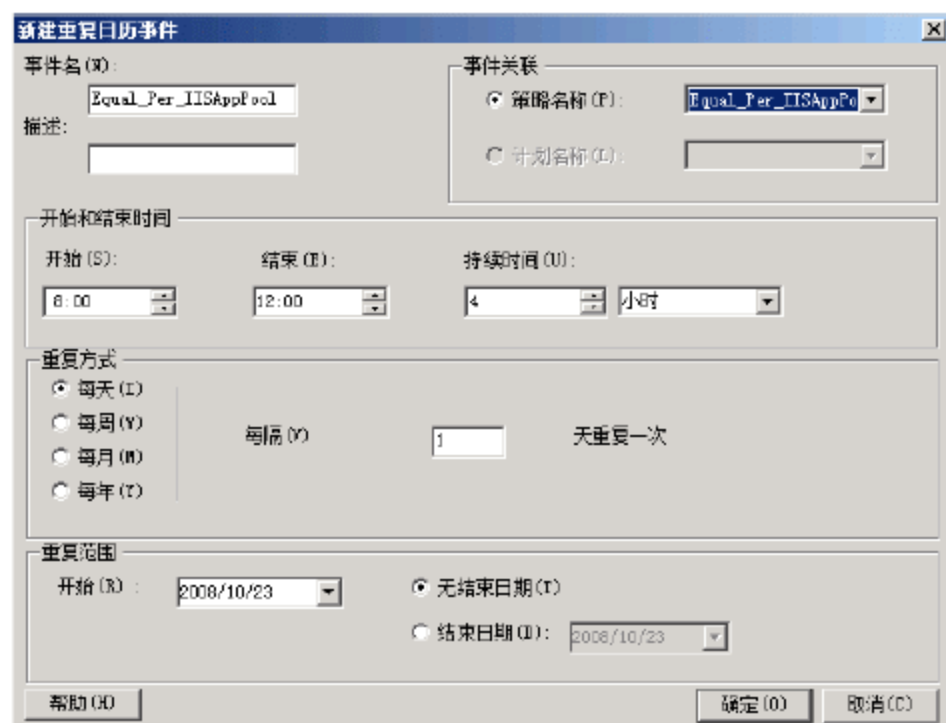 新建重复日历事件
事件名(N):
Equal_Per_IISAppPool
描述:
事件关联
策略名称(P):
Equal_Per_IISAppPo
计划名称(L):
开始和结束时间
开始(S):
结束(E):
持续时间(U):
8:00
12:00
4
小时
重复方式
每天(I)
每周(W)
每月(M)
每年(Y)
每隔(V)
1
天重复一次
重复范围
开始(R) :
2008/10/23
无结束日期(T)
结束日期(D):
2008/10/23
帮助(H)
确定(O)
取消(C)